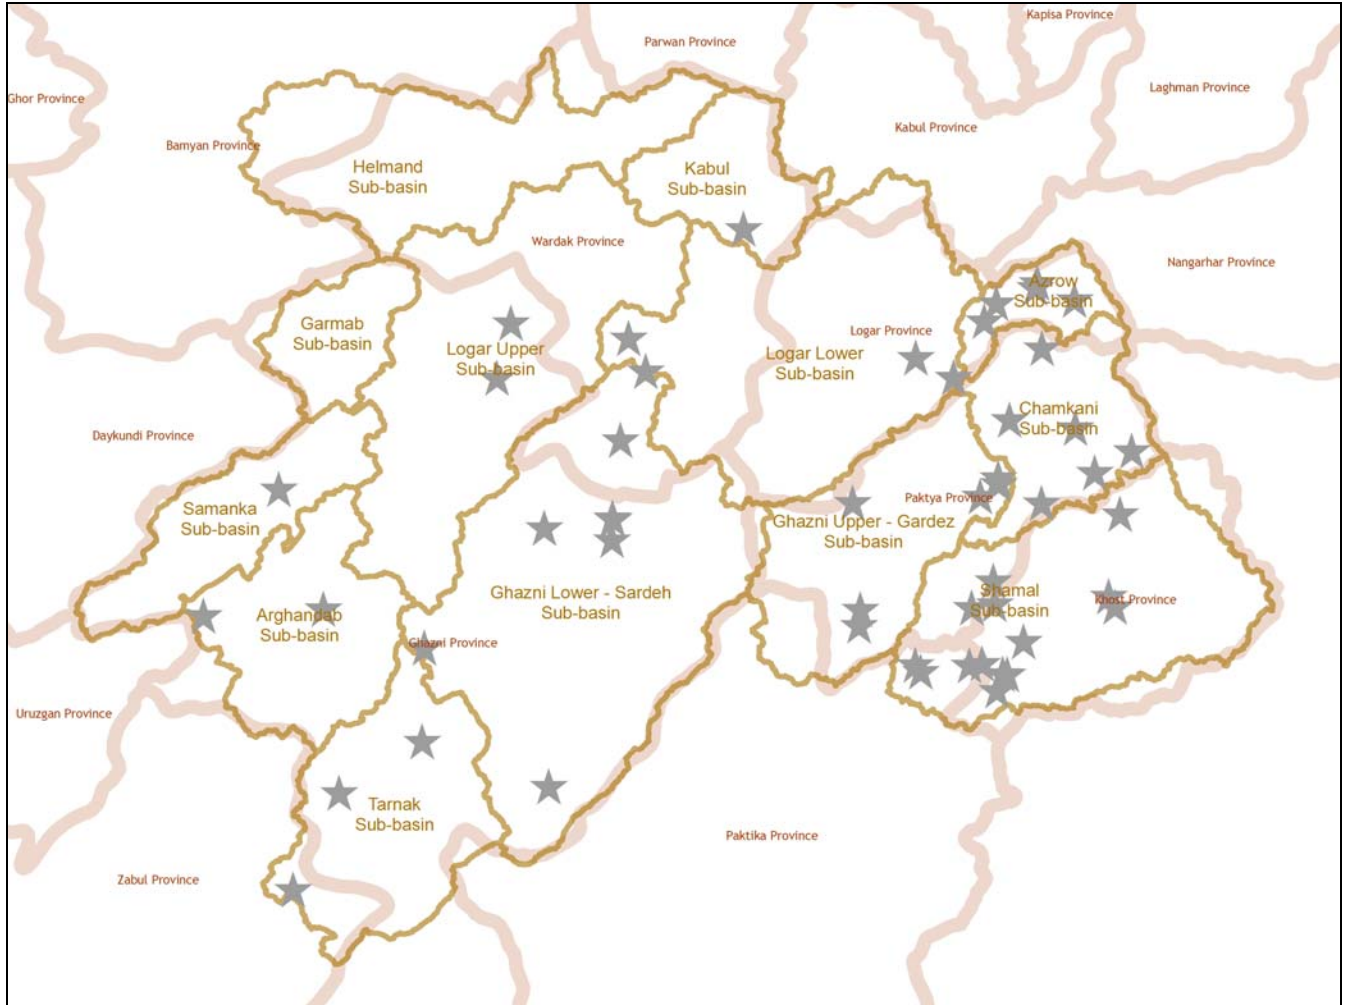 Kapisa Province
Parwan Province
Ghor Province
Laghman Province
Kabul Province
Bamyan Province
Helmand
Sub-basin
Kabul
Sub-basin
Wardak Province
Nangarhar Province
Azrow
Sub-basin
Garmab
Sub-basin
Logar Province
Logar Upper
Sub-basin
Logar Lower
Sub-basin
Chamkani
Sub-basin
Daykundi Province
Samanka
Sub-basin
Paktya Province
Ghazni Upper - Gardez
Sub-basin
Ghazni Lower - Sardeh
Sub-basin
Shamal
Sub-basin
Khost Province
Arghandab
Sub-basin
Ghazni Province
Uruzgan Province
Tarnak
Sub-basin
Paktika Province
Zabul Province